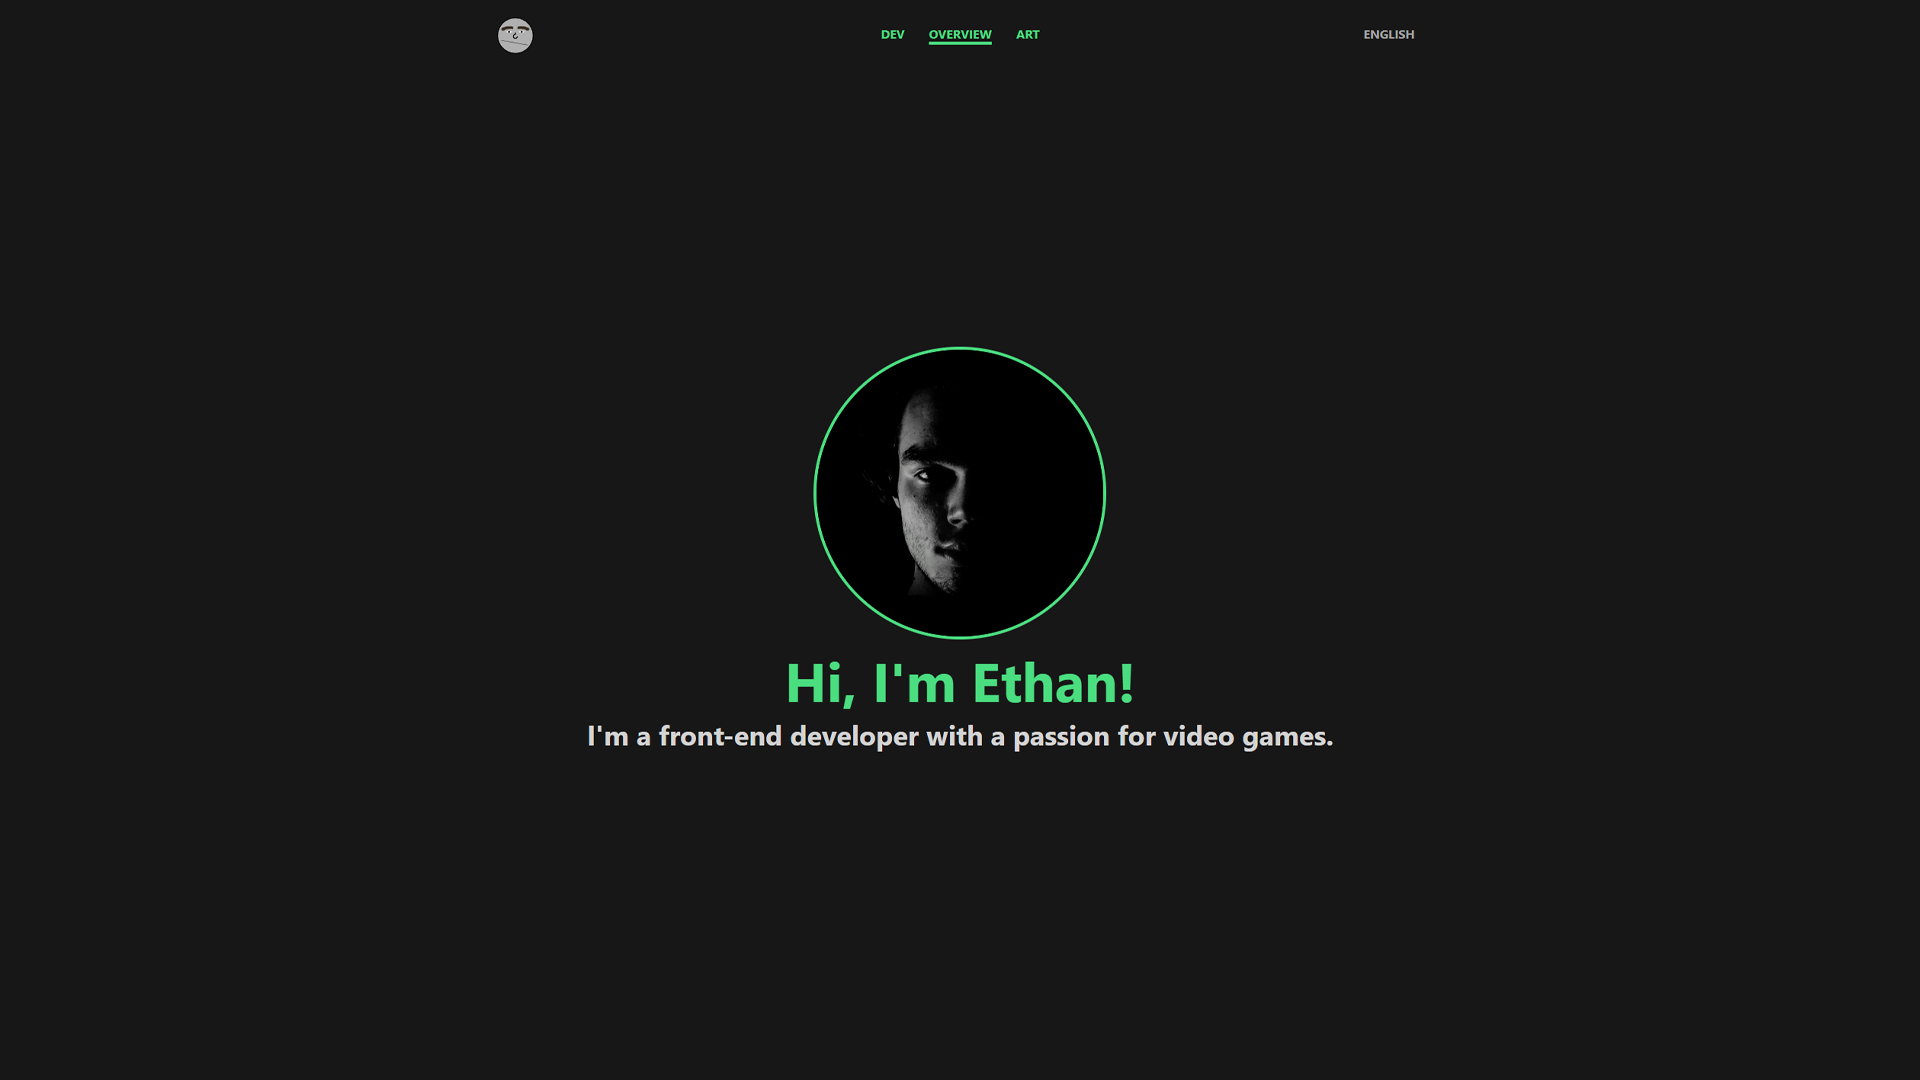 DEV
OVERVIEW
ART
ENGLISH
Hi, I'm Ethan!
I'm a front-end developer with a passion for video games.